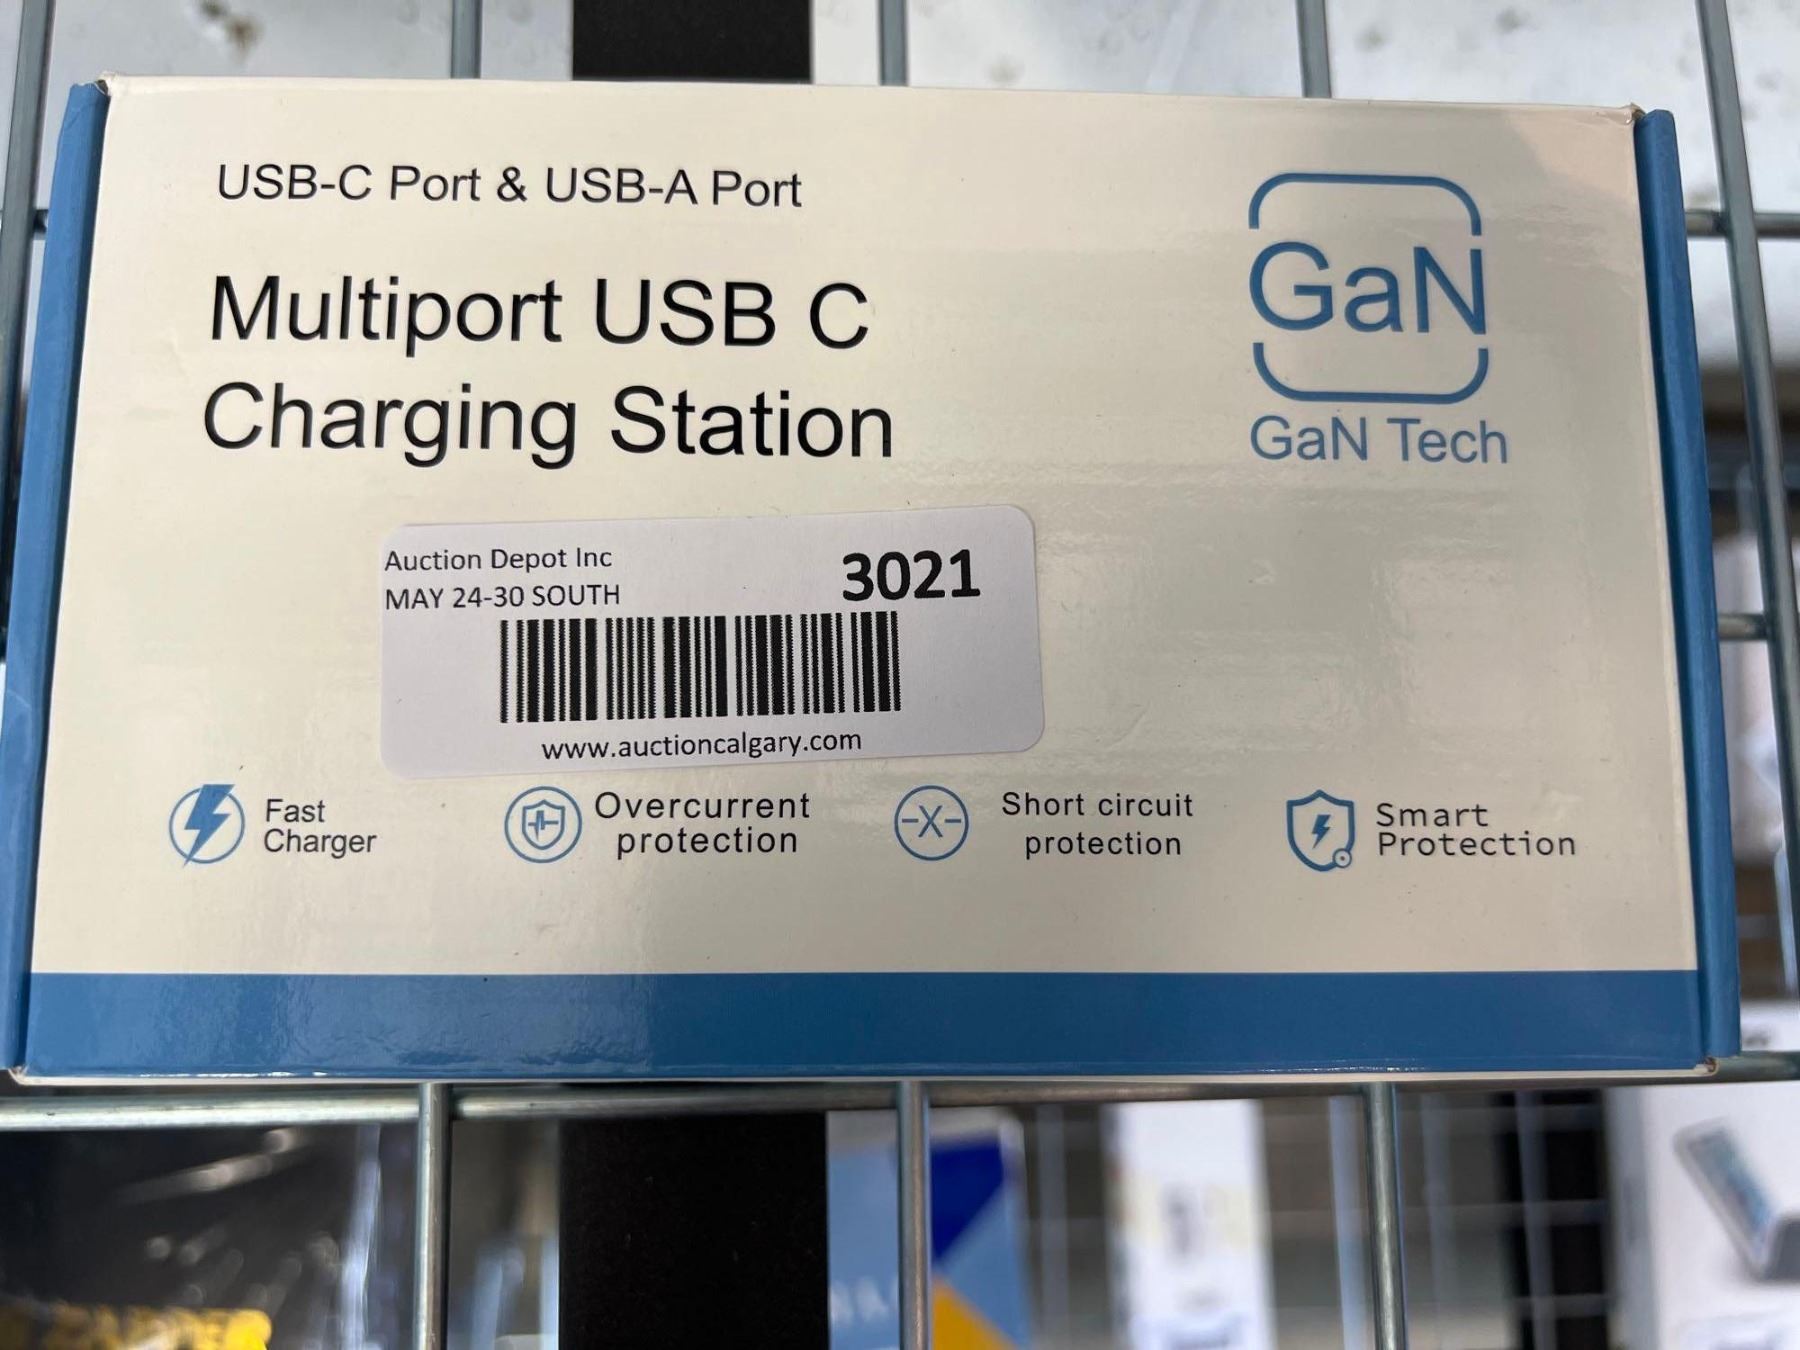 USB-C Port & USB-A Port
Multiport USB C
Charging Station
GaN
GaN Tech
Auction Depot Inc
MAY 24-30 SOUTH
3021
www.auctioncalgary.com
Fast
Charger
Overcurrent
protection
Short circuit
protection
Smart
Protection